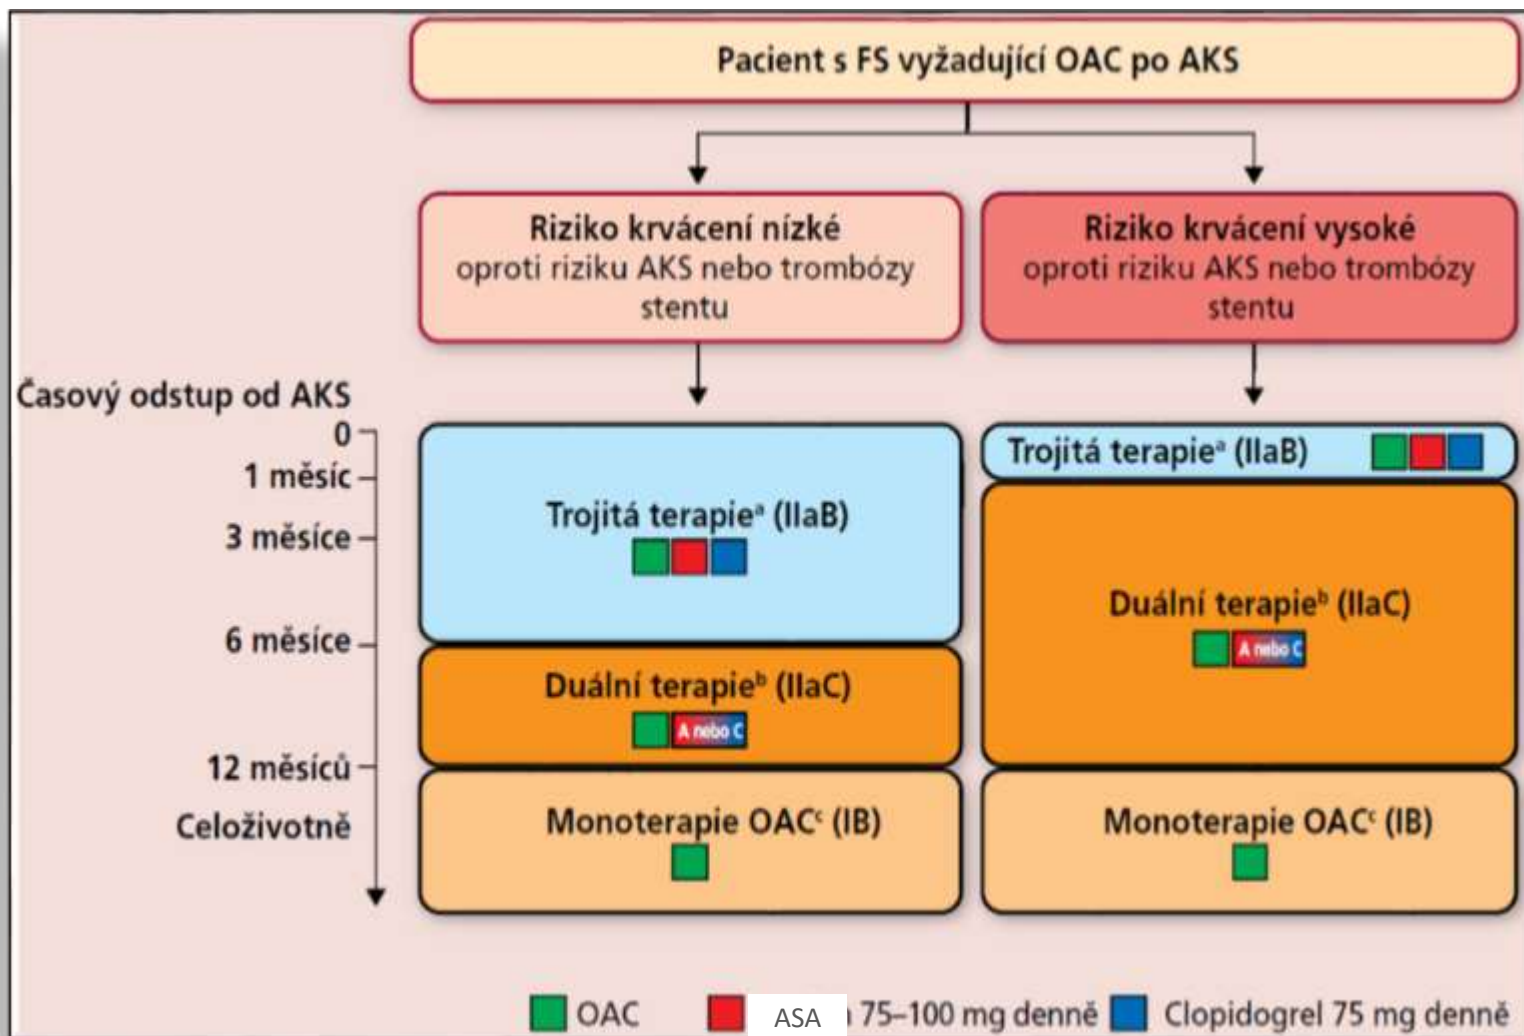 Pacient s FS vyžadující OAC po AKS
Riziko krvácení nízké
oproti riziku AKS nebo trombózy
stentu
Riziko krvácení vysoké
oproti riziku AKS nebo trombózy
stentu
Časový odstup od AKS
0
1 měsíc
3 měsíce
6 měsíce
12 měsíců
Celoživotně
Trojitá terapieᵃ (IIaB)
Duální terapieᵇ (IIaC)
A nebo C
Monoterapie OACᶜ (IB)
Trojitá terapieᵃ (IIaB)
Duální terapieᵇ (IIaC)
A nebo C
Monoterapie OACᶜ (IB)
OAC ASA 75–100 mg denně Clopidogrel 75 mg denně